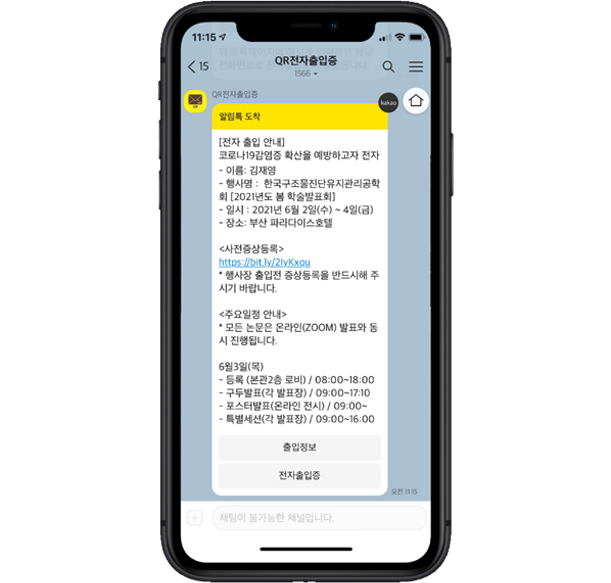 11:15
15
QR전자출입증
1566
QR전자출입증
kakao
알림톡 도착
[전자 출입 안내]
코로나19감염증 확산을 예방하고자 전자
- 이름: 김재영
- 행사명 : 한국구조물진단유지관리공학
회 [2021년도 봄 학술발표회]
- 일시 : 2021년 6월 2일(수) ~ 4일(금)
- 장소: 부산 파라다이스호텔
<사전증상등록>
https://bit.ly/2IyKxqu
* 행사장 출입전 증상등록을 반드시해 주
시기 바랍니다.
<주요일정 안내>
* 모든 논문은 온라인(ZOOM) 발표와 동
시 진행됩니다.
6월3일(목)
- 등록 (본관2층 로비) / 08:00~18:00
- 구두발표(각 발표장) / 09:00~17:10
- 포스터발표(온라인 전시) / 09:00~
- 특별세션(각 발표장) / 09:00~16:00
출입정보
전자출입증
오전 11:15
채팅이 불가능한 채널입니다.